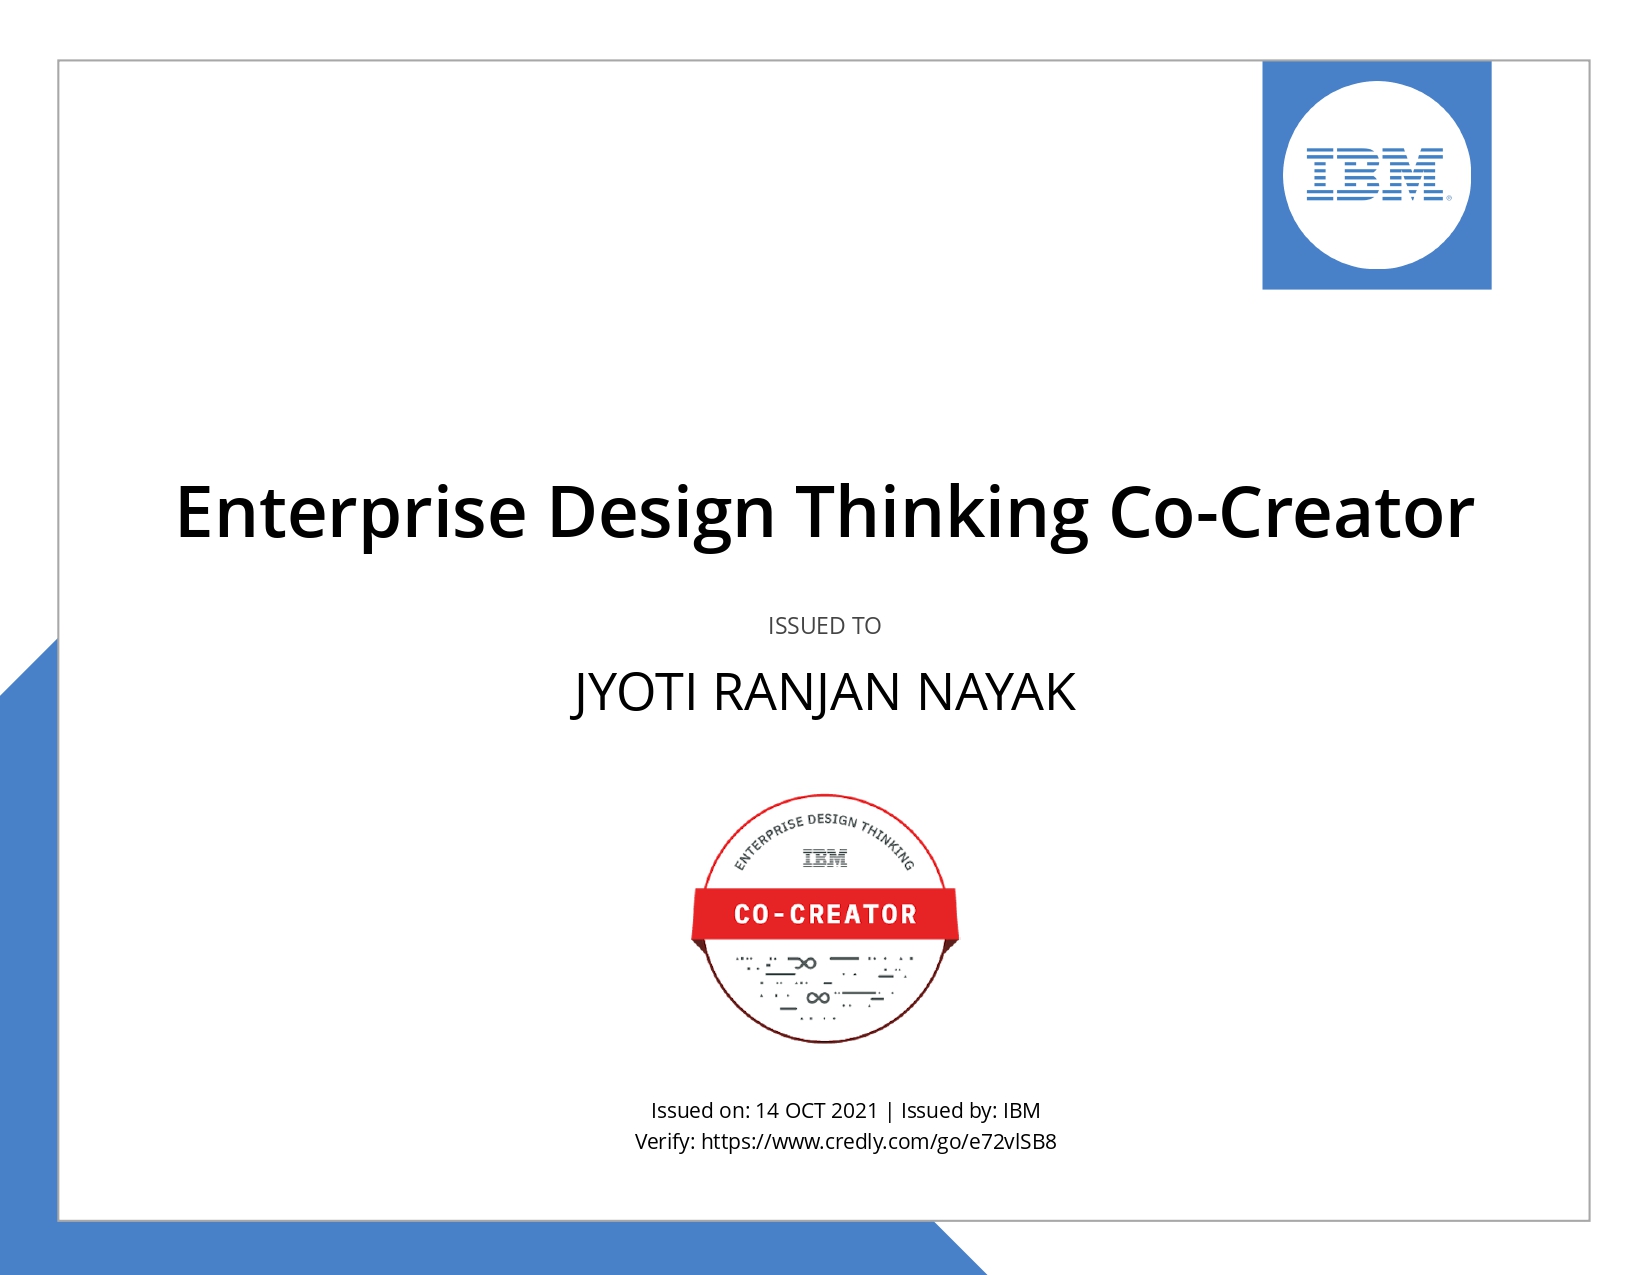 IBM®
Enterprise Design Thinking Co-Creator
ISSUED TO
JYOTI RANJAN NAYAK
ENTERPRISE DESIGN THINKING
IBM
CO-CREATOR
Issued on: 14 OCT 2021 | Issued by: IBM
Verify: https://www.credly.com/go/e72vlSB8